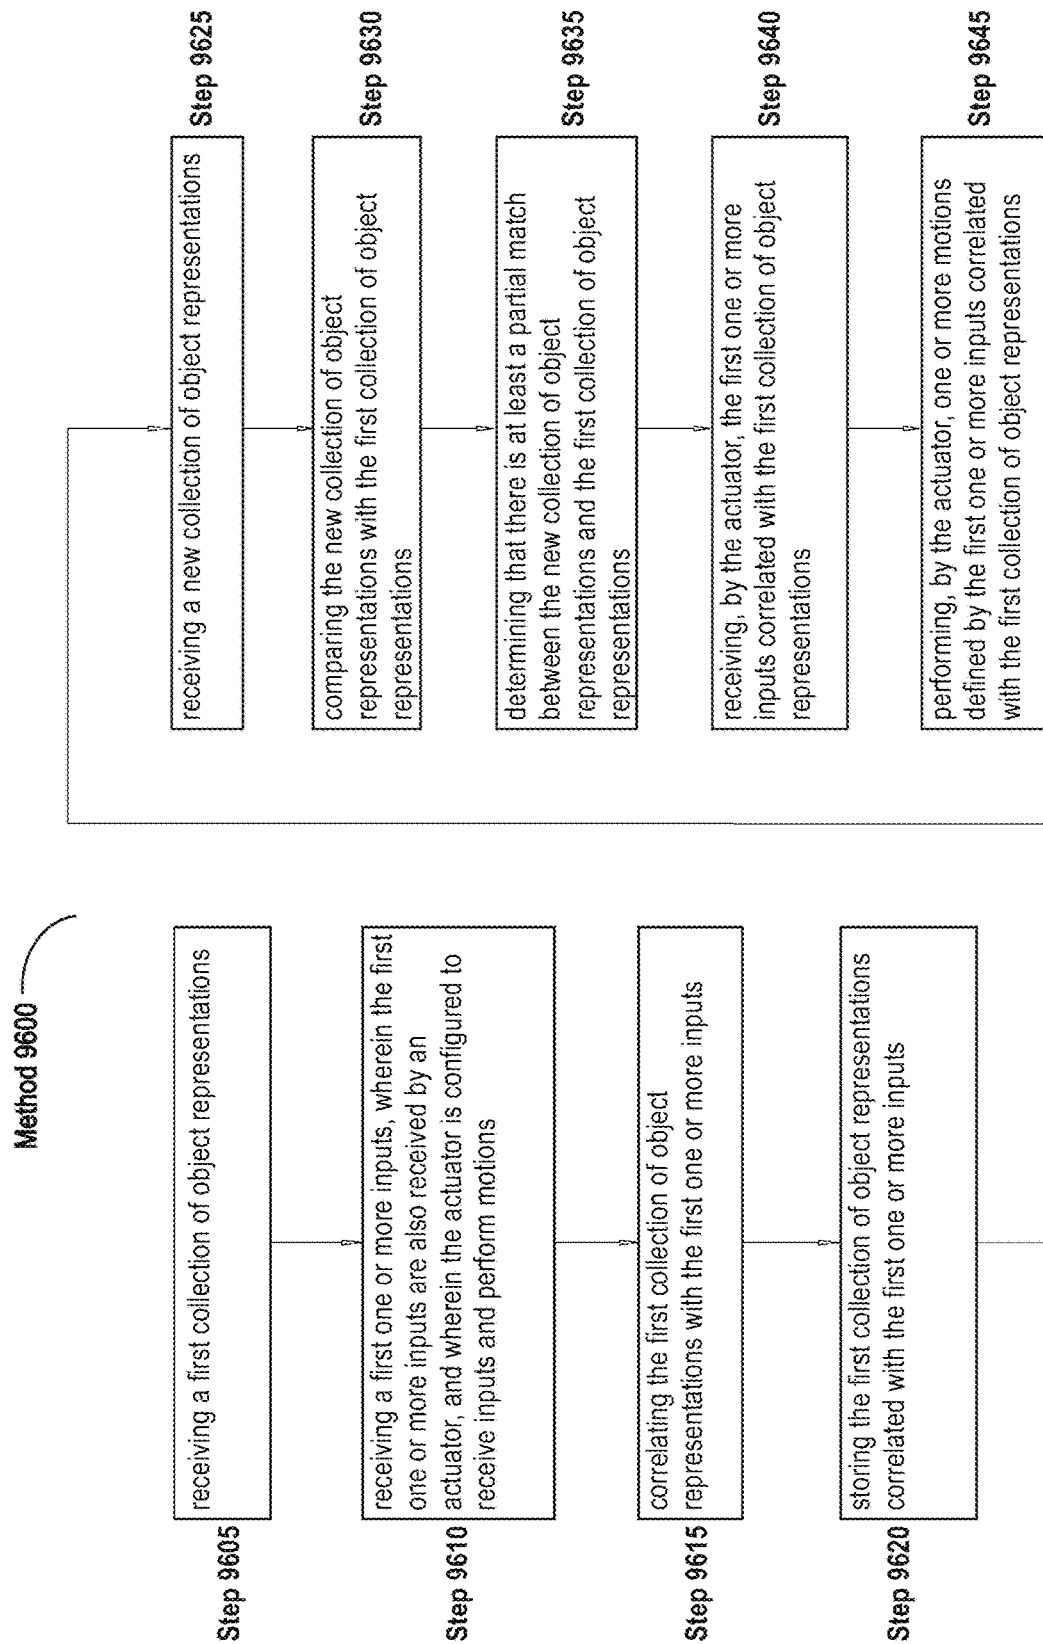 Method 9600
Step 9605
receiving a first collection of object representations
Step 9610
receiving a first one or more inputs, wherein the first
one or more inputs are also received by an
actuator, and wherein the actuator is configured to
receive inputs and perform motions
Step 9615
correlating the first collection of object
representations with the first one or more inputs
Step 9620
storing the first collection of object representations
correlated with the first one or more inputs
receiving a new collection of object representations
Step 9625
comparing the new collection of object
representations with the first collection of object
representations
Step 9630
determining that there is at least a partial match
between the new collection of object
representations and the first collection of object
representations
Step 9635
receiving, by the actuator, the first one or more
inputs correlated with the first collection of object
representations
Step 9640
performing, by the actuator, one or more motions
defined by the first one or more inputs correlated
with the first collection of object representations
Step 9645